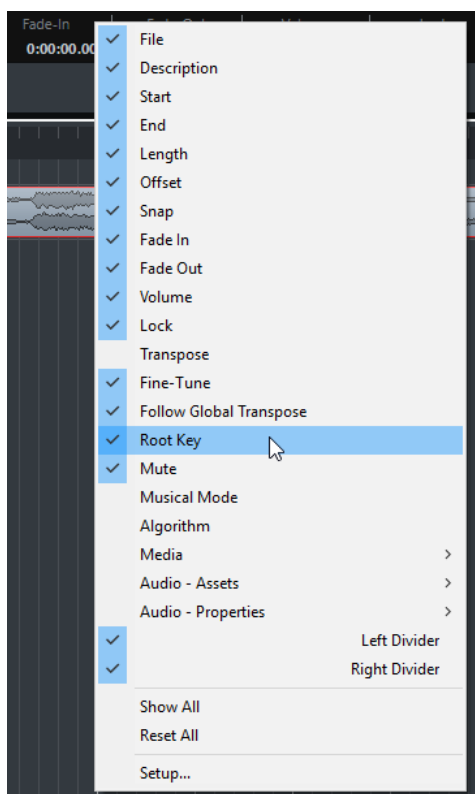 Fade-In
0:00:00.00
File
Description
Start
End
Length
Offset
Snap
Fade In
Fade Out
Volume
Lock
Transpose
Fine-Tune
Follow Global Transpose
Root Key
Mute
Musical Mode
Algorithm
Media
Audio - Assets
Audio - Properties
Left Divider
Right Divider
Show All
Reset All
Setup...